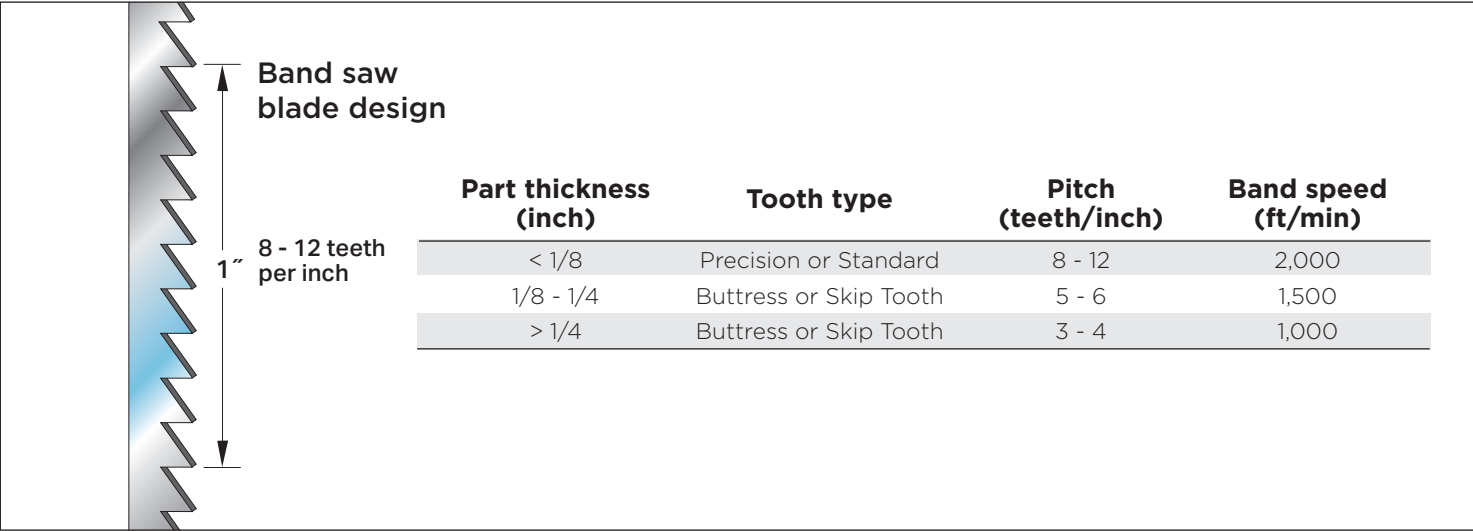 Band saw
blade design
1″
8 - 12 teeth
per inch
Part thickness
(inch)
Tooth type
Pitch
(teeth/inch)
Band speed
(ft/min)
< 1/8 Precision or Standard 8 - 12 2,000
1/8 - 1/4 Buttress or Skip Tooth 5 - 6 1,500
> 1/4 Buttress or Skip Tooth 3 - 4 1,000